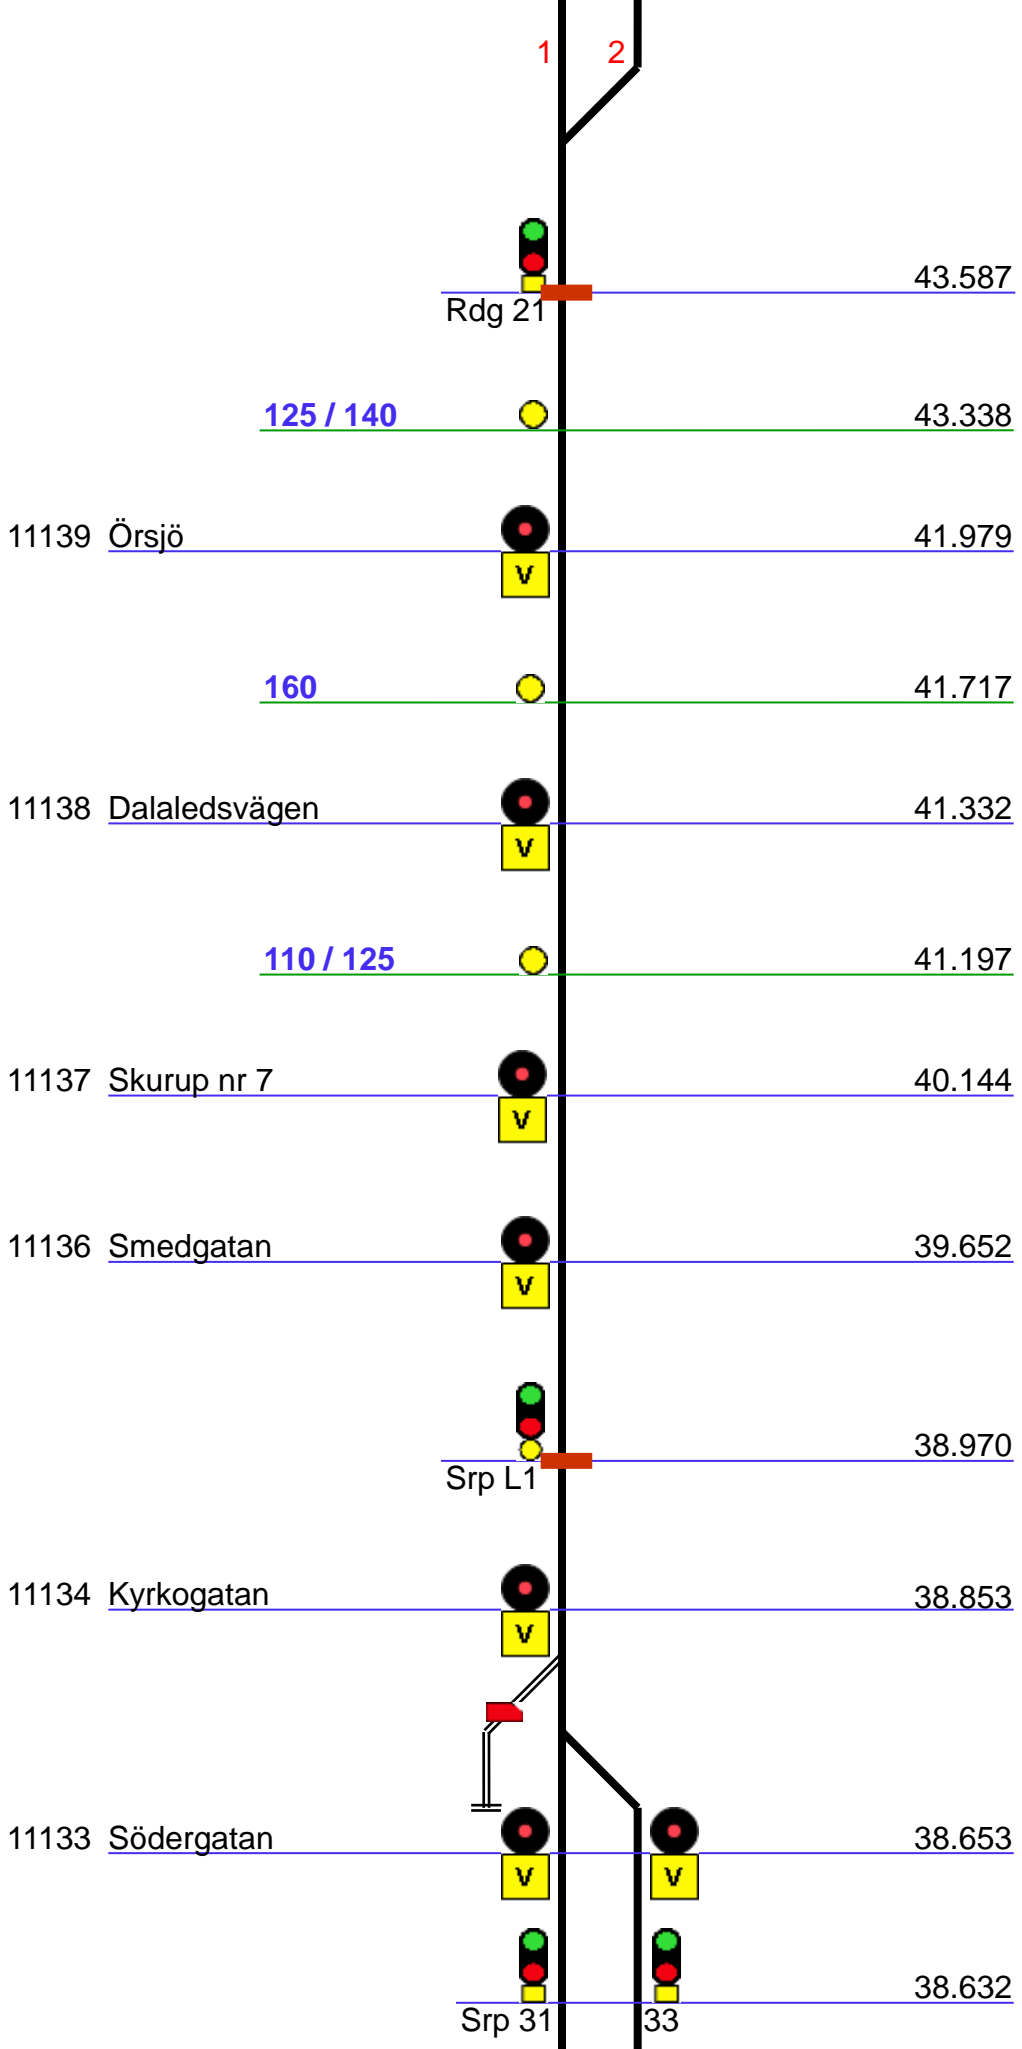 1 2
43.587
Rdg 21
125 / 140 43.338
11139 Örsjö 41.979
V
160 41.717
11138 Dalaledsvägen 41.332
V
110 / 125 41.197
11137 Skurup nr 7 40.144
V
11136 Smedgatan 39.652
V
38.970
Srp L1
11134 Kyrkogatan 38.853
V
11133 Södergatan 38.653
V V
38.632
Srp 31 33